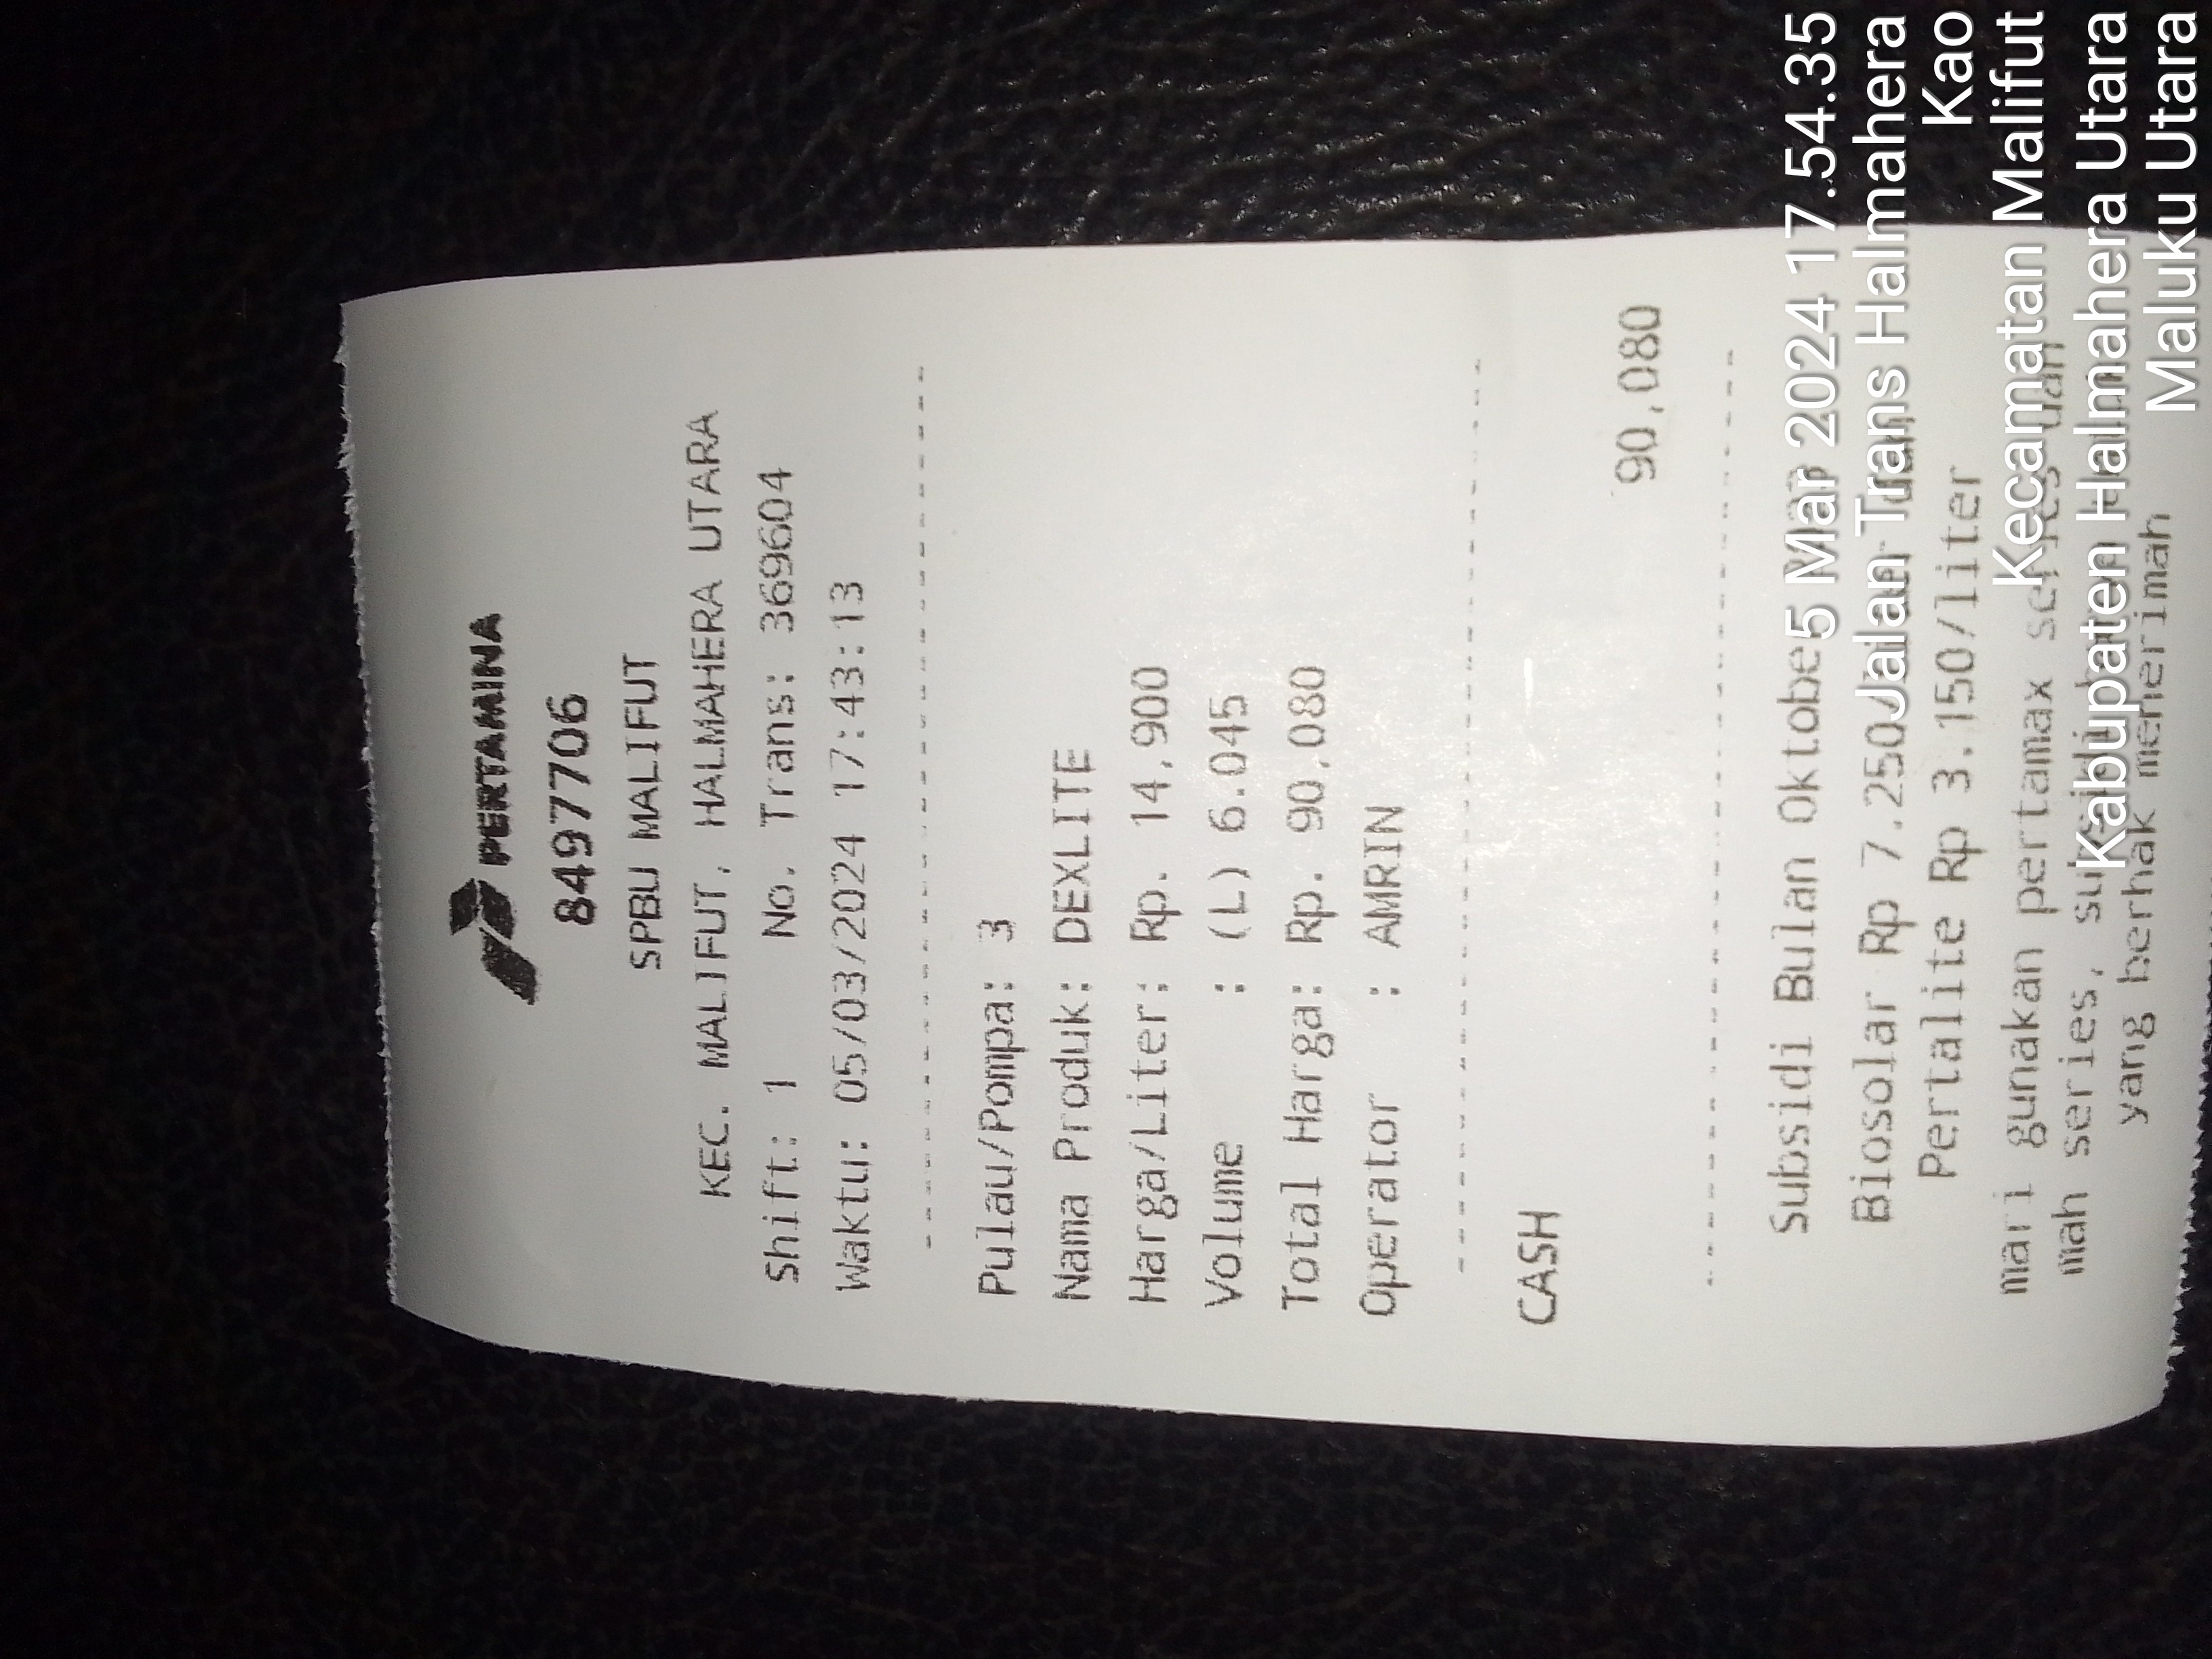 PERTAMINA
8497706
SPBU MALIFUT
KEC. MALIFUT, HALMAHERA UTARA
Shift: 1 No. Trans: 369604
Waktu: 05/03/2024 17:43:13
Pulau/Pompa: 3
Nama Produk: DEXLITE
Harga/Liter: Rp. 14,900
Volume : (L) 6.045
Total Harga: Rp. 90,080
Operator : AMRIN
CASH
90,080
Subsidi Bulan Oktober
Biosolar Rp 7.250/
Pertalite Rp 3.150/liter
mari gunakan pertamax
mah series,
yang berhak menerimah
5 Mar 2024 17.54.35
Jalan Trans Halmahera
Kao
Kecamatan Malifut
Kabupaten Halmahera Utara
Maluku Utara